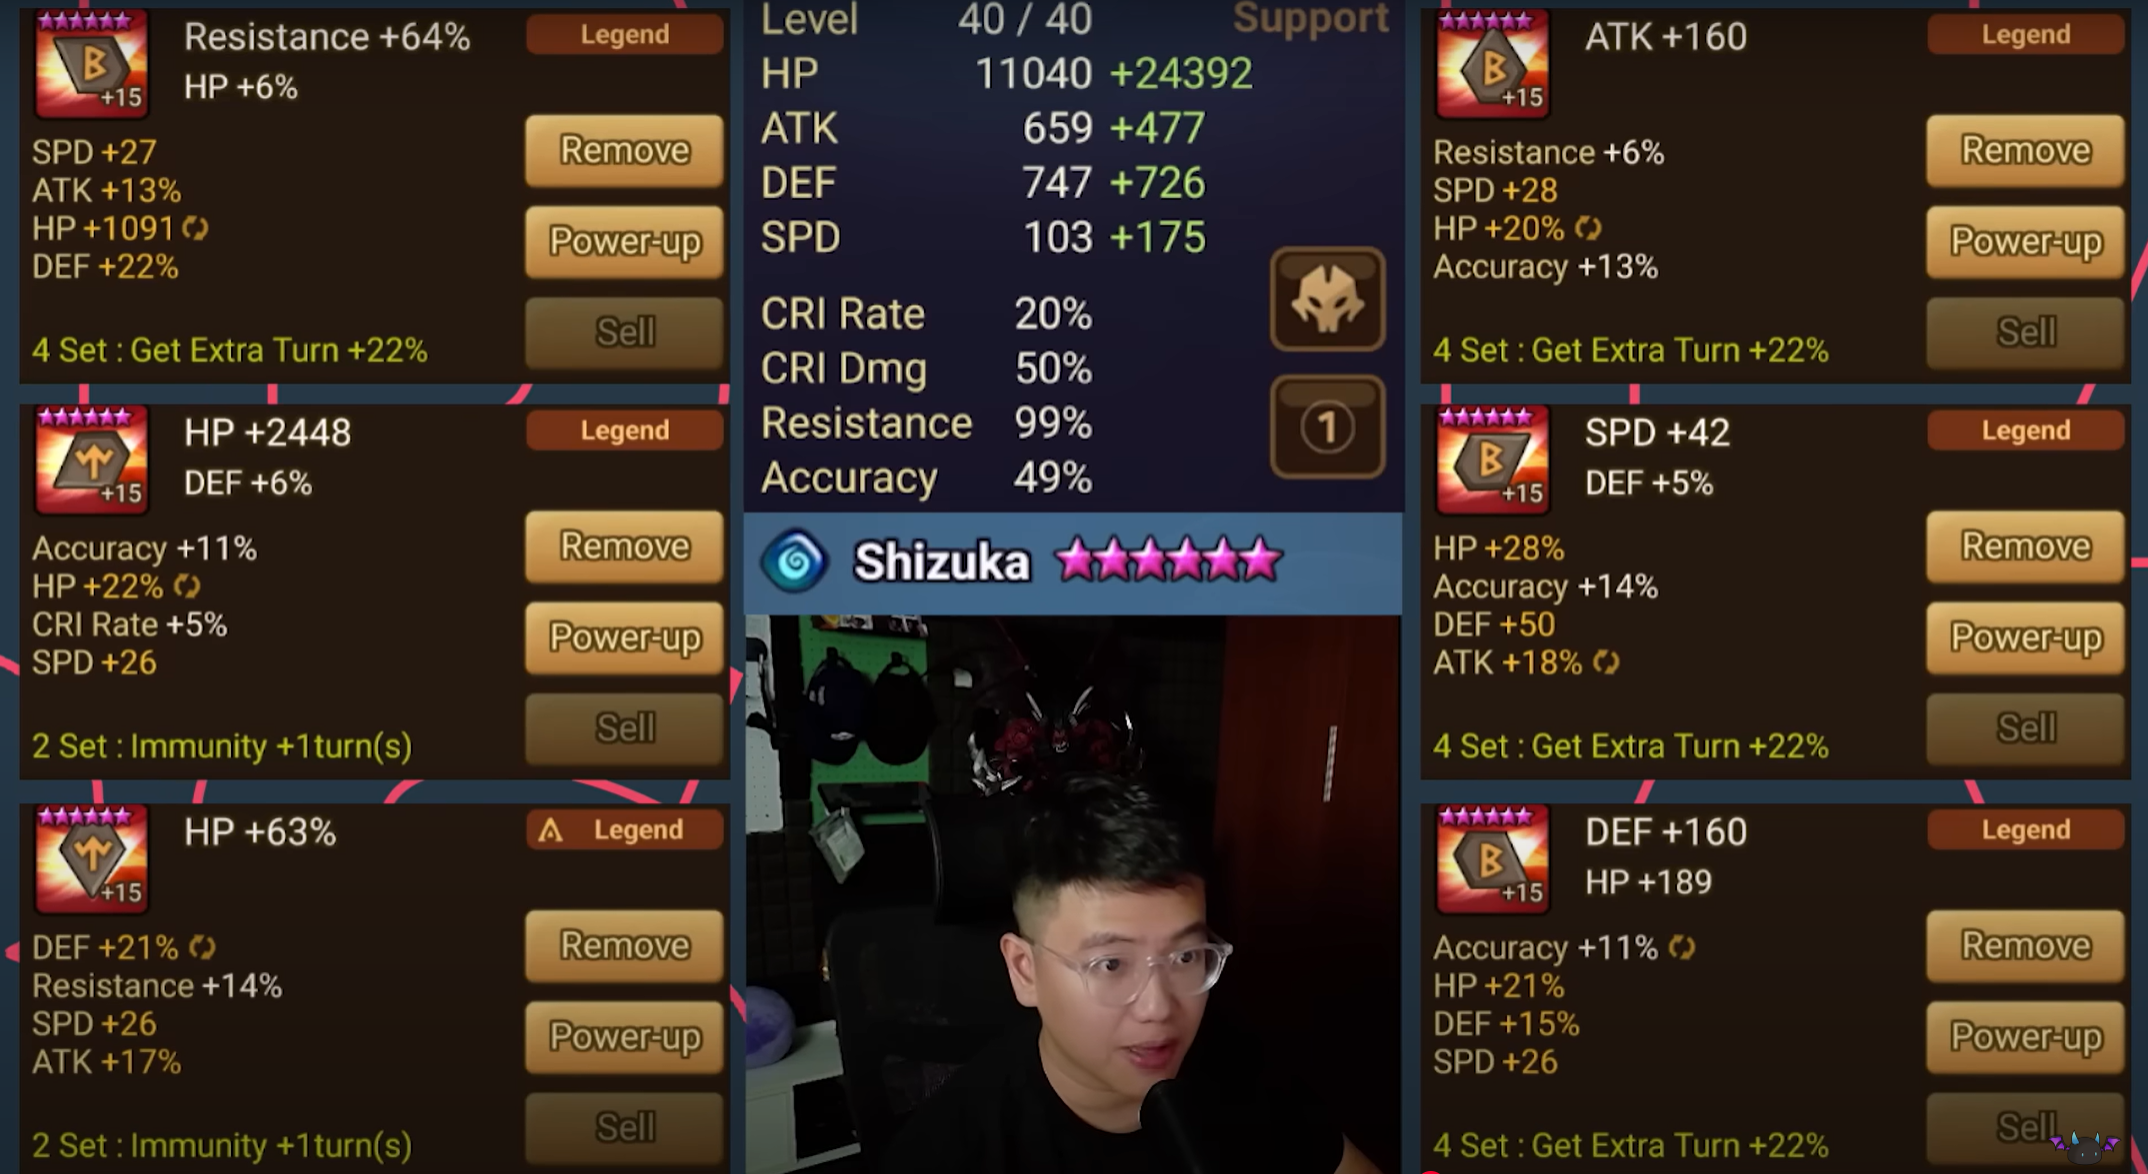 Resistance +64%
Legend
HP +6%
+15
SPD +27
Remove
ATK +13%
HP +1091
Power-up
DEF +22%
Sell
4 Set : Get Extra Turn +22%
HP +2448
Legend
DEF +6%
+15
Accuracy +11%
Remove
HP +22%
CRI Rate +5%
Power-up
SPD +26
Sell
2 Set : Immunity +1turn(s)
HP +63%
Legend
+15
DEF +21%
Remove
Resistance +14%
SPD +26
Power-up
ATK +17%
Sell
2 Set : Immunity +1turn(s)
Level 40 / 40 Support
HP 11040 +24392
ATK 659 +477
DEF 747 +726
SPD 103 +175
CRI Rate 20%
CRI Dmg 50%
Resistance 99%
1
Accuracy 49%
Shizuka
ATK +160
Legend
+15
Resistance +6%
Remove
SPD +28
HP +20%
Power-up
Accuracy +13%
Sell
4 Set : Get Extra Turn +22%
SPD +42
Legend
DEF +5%
+15
HP +28%
Remove
Accuracy +14%
DEF +50
Power-up
ATK +18%
Sell
4 Set : Get Extra Turn +22%
DEF +160
Legend
HP +189
+15
Accuracy +11%
Remove
HP +21%
DEF +15%
Power-up
SPD +26
Sell
4 Set : Get Extra Turn +22%